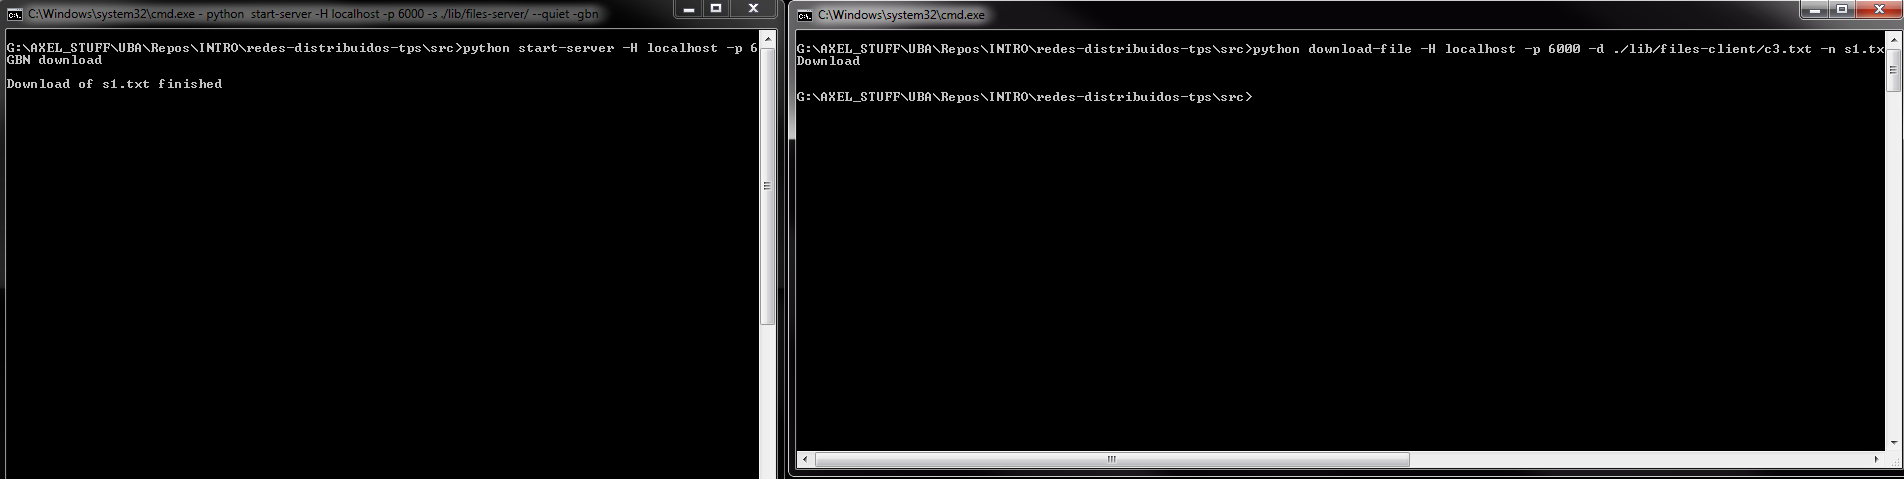 C:\Windows\system32\cmd.exe - python  start-server -H localhost -p 6000 -s ./lib/files-server/ --quiet -gbn
G:\AXEL_STUFF\UBA\Repos\INTRO\redes-distribuidos-tps\src>python start-server -H localhost -p 6
GBN download
Download of s1.txt finished
C:\Windows\system32\cmd.exe
G:\AXEL_STUFF\UBA\Repos\INTRO\redes-distribuidos-tps\src>python download-file -H localhost -p 6000 -d ./lib/files-client/c3.txt -n s1.tx
Download
G:\AXEL_STUFF\UBA\Repos\INTRO\redes-distribuidos-tps\src>